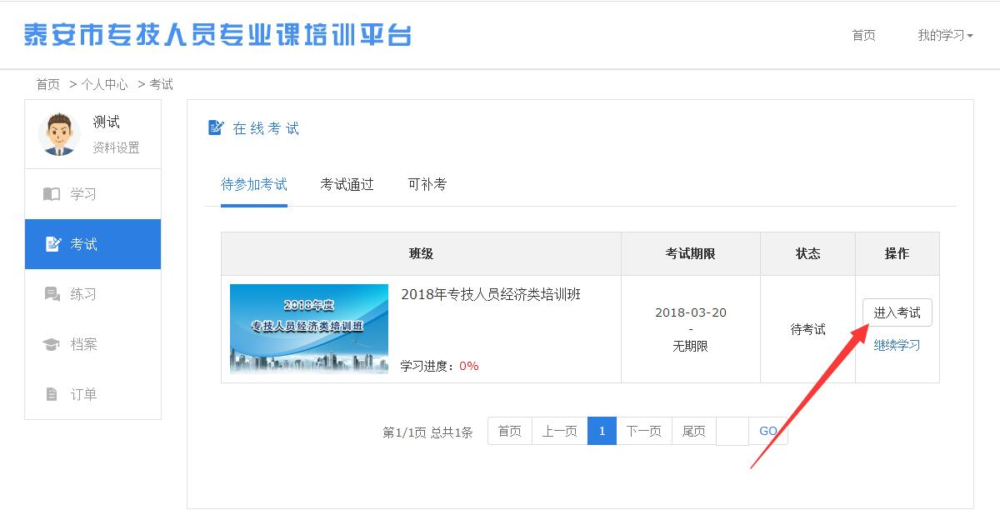 泰安市专技人员专业课培训平台
首页 我的学习
首页 > 个人中心 > 考试
测试
资料设置
学习
考试
练习
档案
订单
在线考试
待参加考试 考试通过 可补考
班级 考试期限 状态 操作
2018年度
专技人员经济类培训班
2018年专技人员经济类培训班
学习进度：0%
2018-03-20
-
无期限
待考试
进入考试
继续学习
第1/1页 总共1条 首页 上一页 1 下一页 尾页 GO